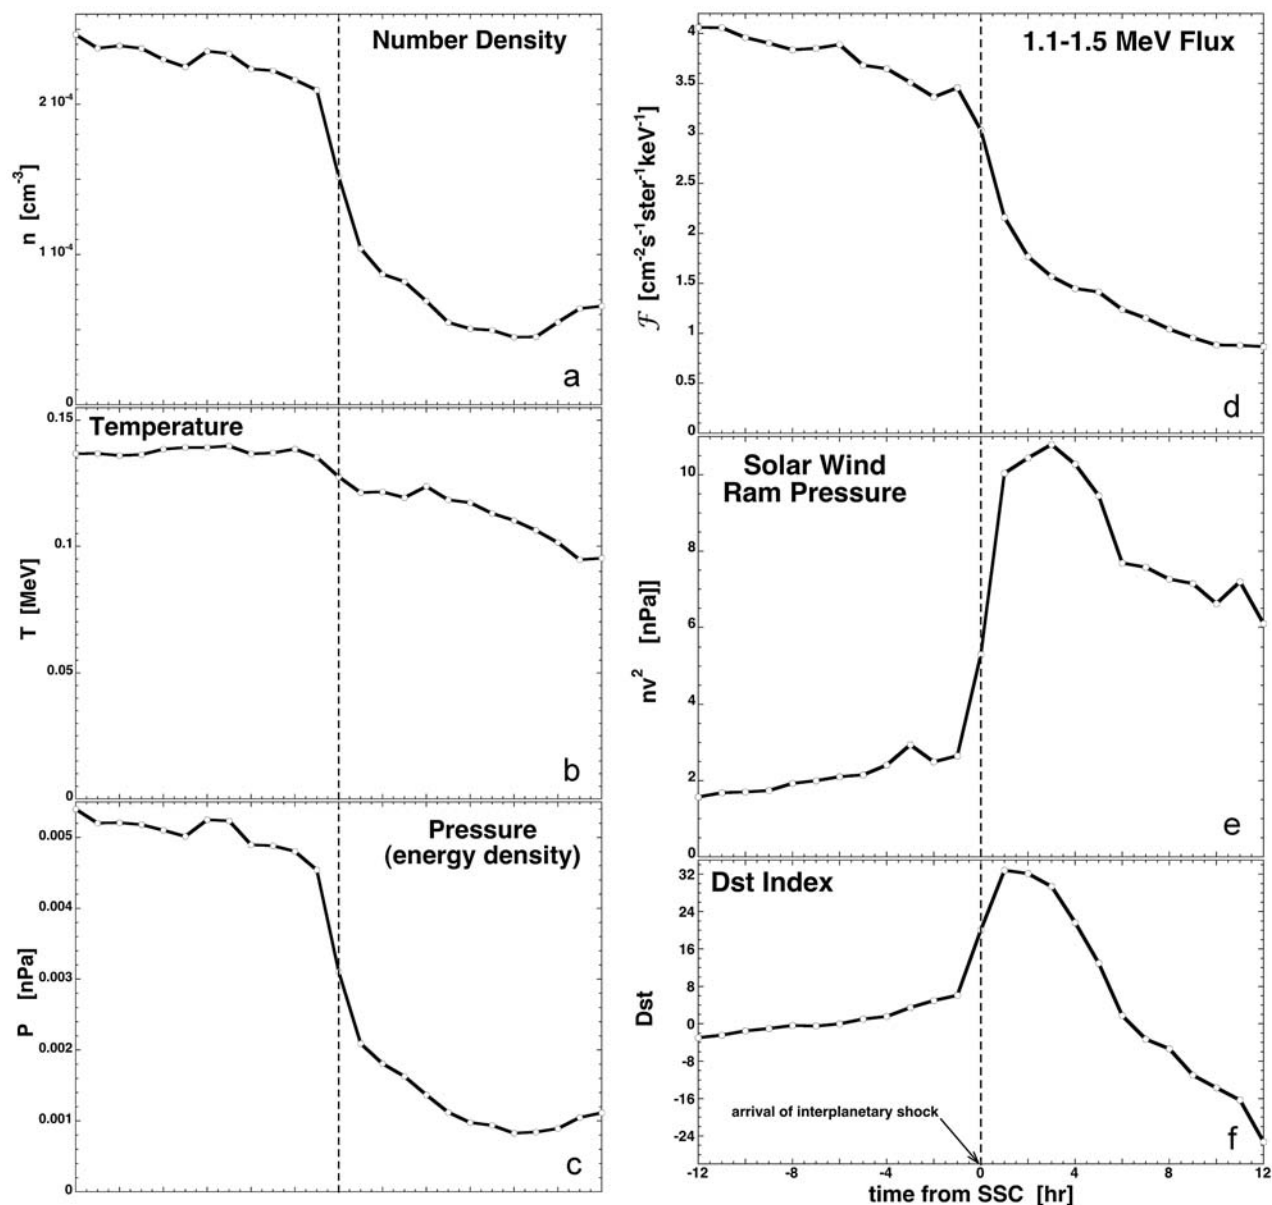 Number Density
2 10⁻⁴
1 10⁻⁴
0
n [cm⁻³]
a
Temperature
0.15
0.1
0.05
0
T [MeV]
b
Pressure
(energy density)
0.005
0.004
0.003
0.002
0.001
0
P [nPa]
c
1.1-1.5 MeV Flux
4
3.5
3
2.5
2
1.5
1
0.5
0
ℱ [cm⁻²s⁻¹ster⁻¹keV⁻¹]
d
Solar Wind
Ram Pressure
10
8
6
4
2
0
nv² [nPa]]
e
Dst Index
32
24
16
8
0
-8
-16
-24
Dst
arrival of interplanetary shock
f
-12 -8 -4 0 4 8 12
time from SSC [hr]